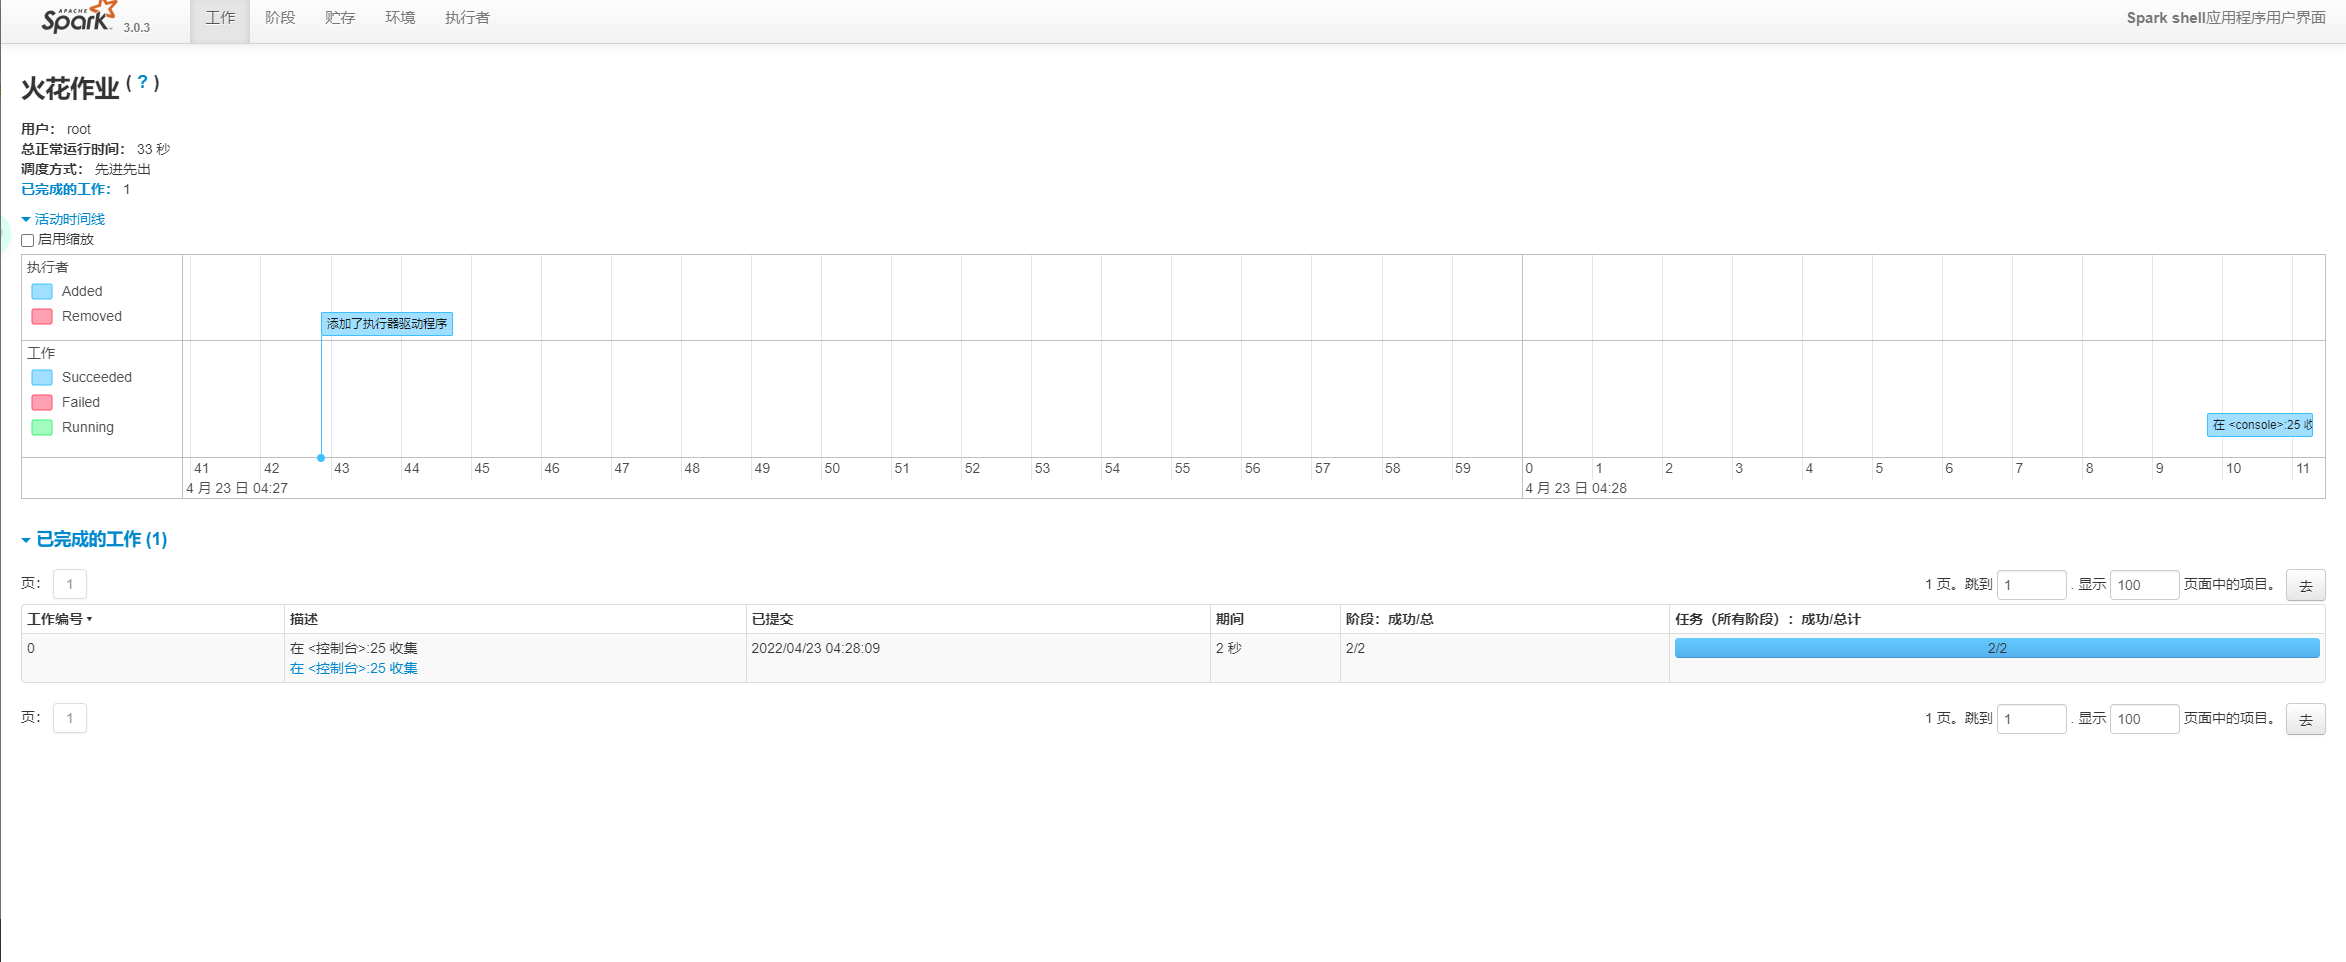 APACHE Spark 3.0.3 工作 阶段 贮存 环境 执行者 Spark shell应用程序用户界面
火花作业 ( ? )
用户： root
总正常运行时间： 33 秒
调度方式： 先进先出
已完成的工作： 1
活动时间线
启用缩放
执行者
Added
Removed
添加了执行器驱动程序
工作
Succeeded
Failed
Running
在 <console>:25 收
41 42 43 44 45 46 47 48 49 50 51 52 53 54 55 56 57 58 59 0 1 2 3 4 5 6 7 8 9 10 11
4 月 23 日 04:27 4 月 23 日 04:28
已完成的工作 (1)
页： 1 1 页。跳到 1 . 显示 100 页面中的项目。 去
工作编号 描述 已提交 期间 阶段：成功/总 任务（所有阶段）：成功/总计
0 在 <控制台>:25 收集 2022/04/23 04:28:09 2 秒 2/2 2/2
在 <控制台>:25 收集
页： 1 1 页。跳到 1 . 显示 100 页面中的项目。 去